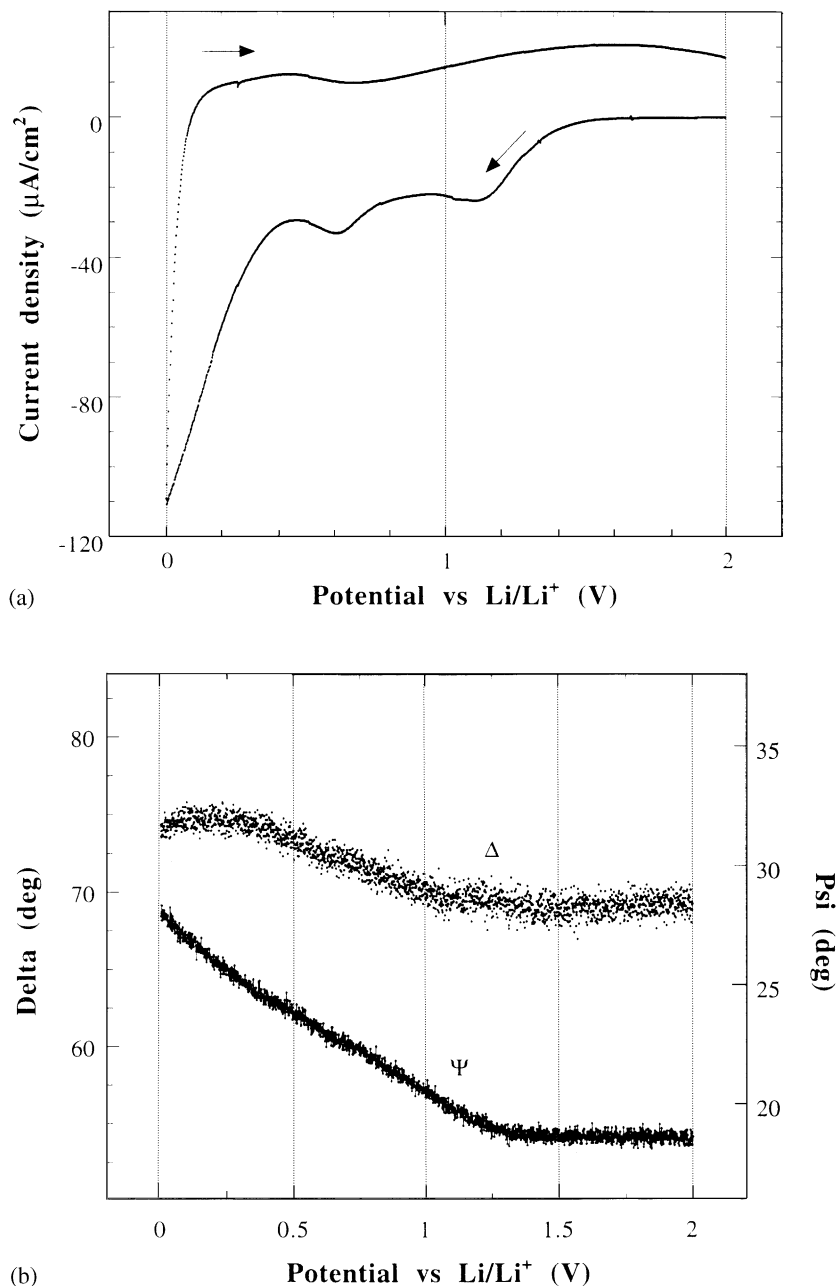 0
-40
-80
-120
Current density (μA/cm²)
0 1 2
(a) Potential vs Li/Li⁺ (V)
80
70
60
Delta (deg)
35
30
25
20
Psi (deg)
Δ
Ψ
0 0.5 1 1.5 2
(b) Potential vs Li/Li⁺ (V)